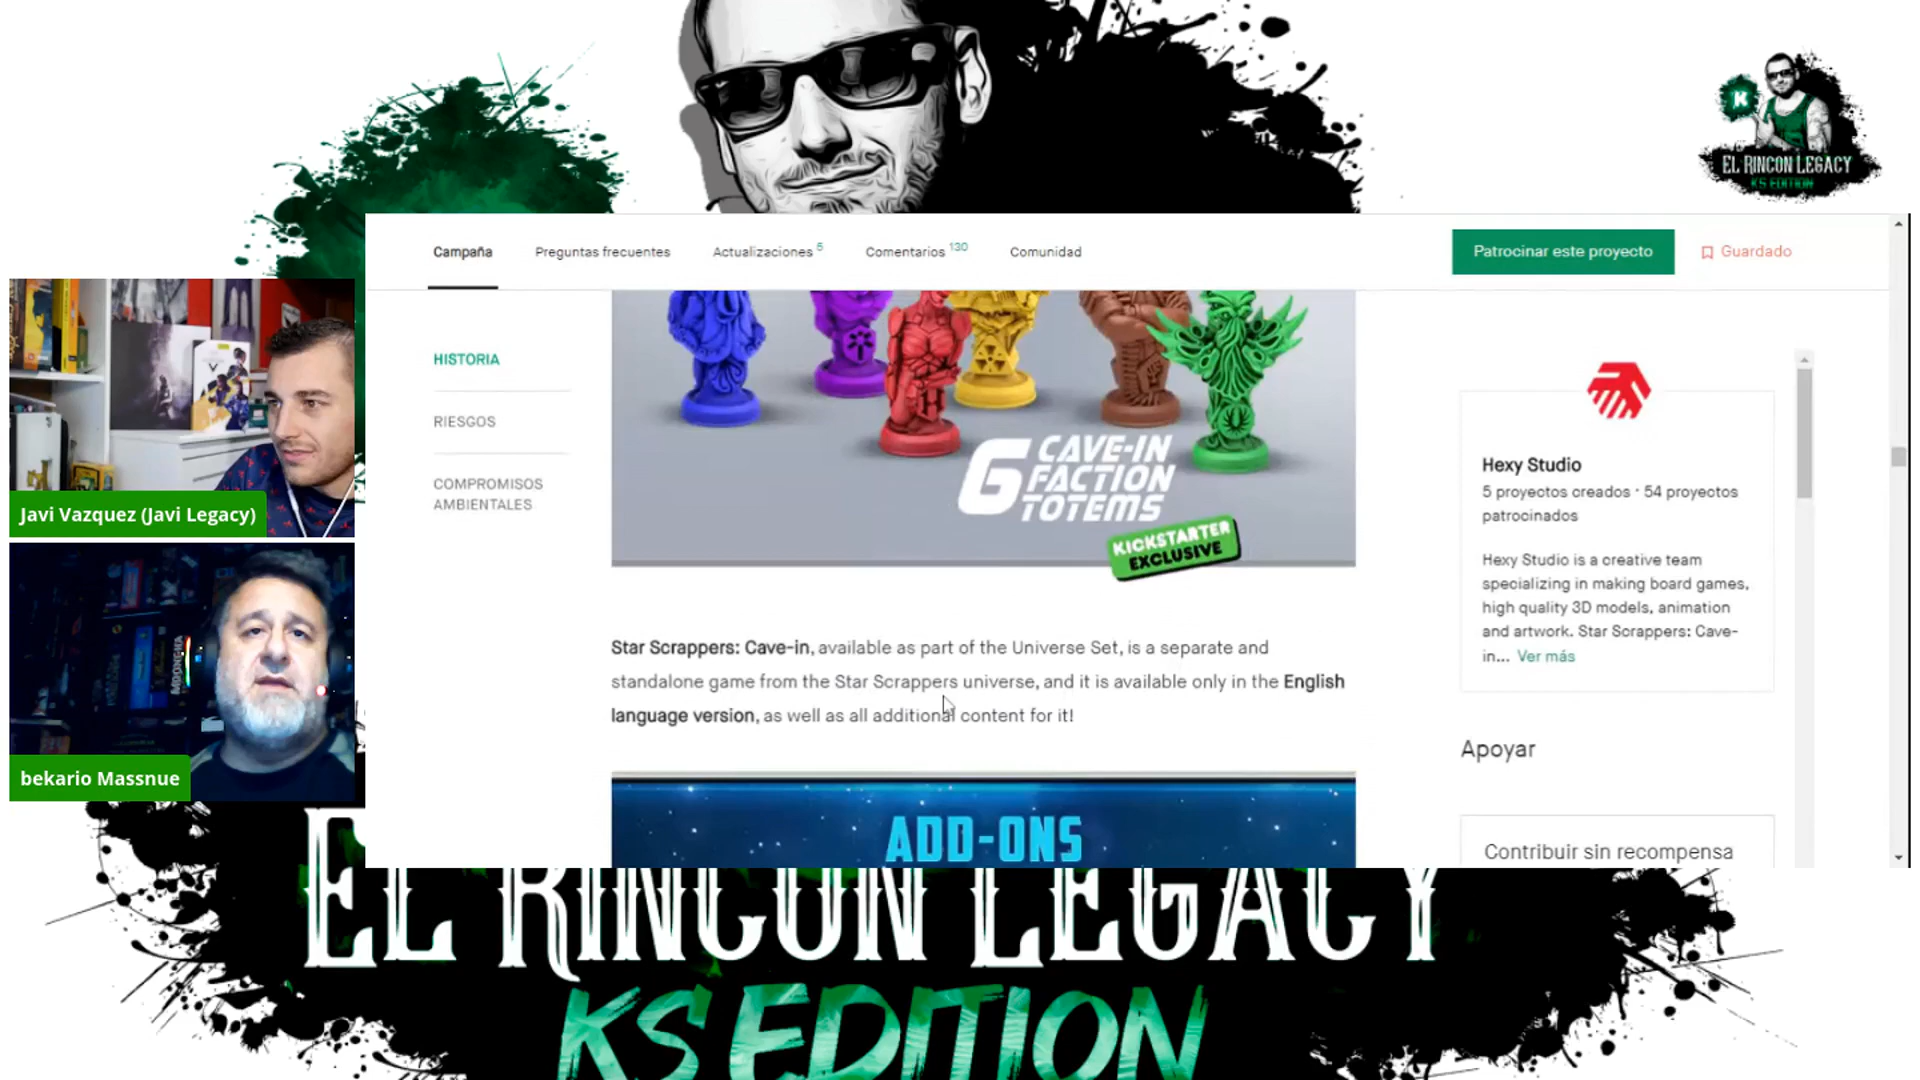 K
EL RINCON LEGACY
KS EDITION
Campaña
Preguntas frecuentes
Actualizaciones 5
Comentarios 130
Comunidad
Patrocinar este proyecto
Guardado
HISTORIA
RIESGOS
COMPROMISOS
AMBIENTALES
6 CAVE-IN
FACTION
TOTEMS
KICKSTARTER
EXCLUSIVE
Star Scrappers: Cave-in, available as part of the Universe Set, is a separate and
standalone game from the Star Scrappers universe, and it is available only in the English
language version, as well as all additional content for it!
ADD-ONS
Hexy Studio
5 proyectos creados · 54 proyectos
patrocinados
Hexy Studio is a creative team
specializing in making board games,
high quality 3D models, animation
and artwork. Star Scrappers: Cave-
in... Ver más
Apoyar
Contribuir sin recompensa
Javi Vazquez (Javi Legacy)
bekario Massnue
EL RINCON LEGACY
KS EDITION